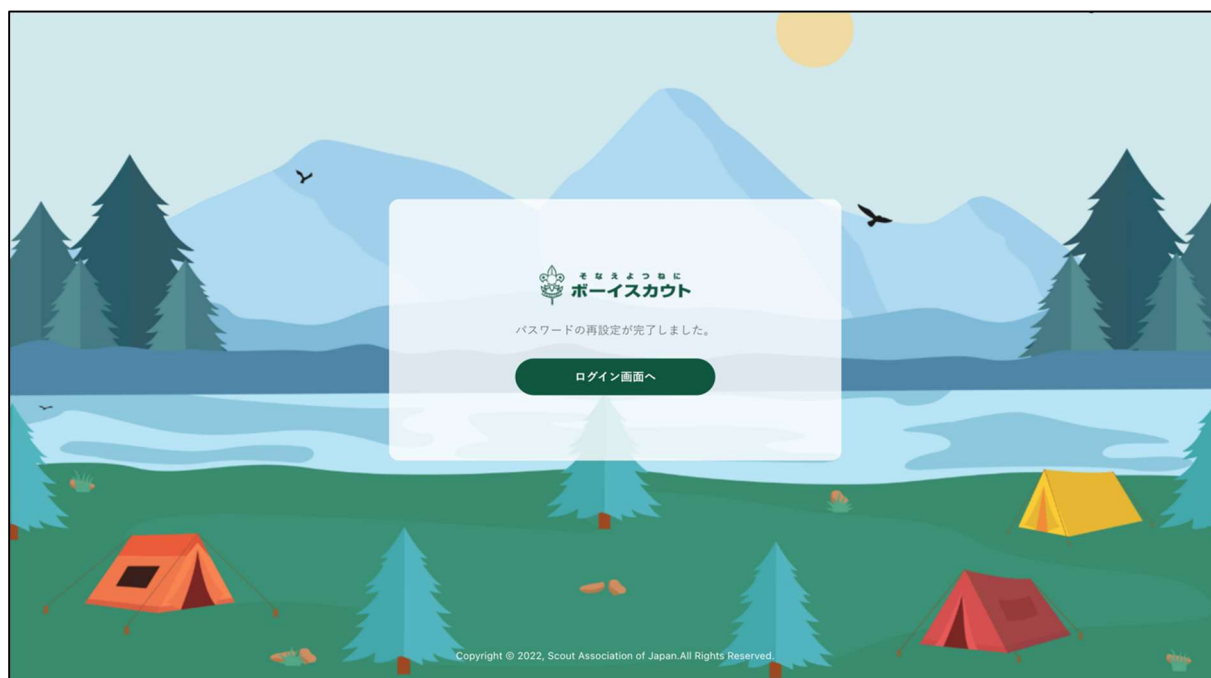 そなえよつねに
ボーイスカウト
パスワードの再設定が完了しました。
ログイン画面へ
Copyright © 2022, Scout Association of Japan.All Rights Reserved.